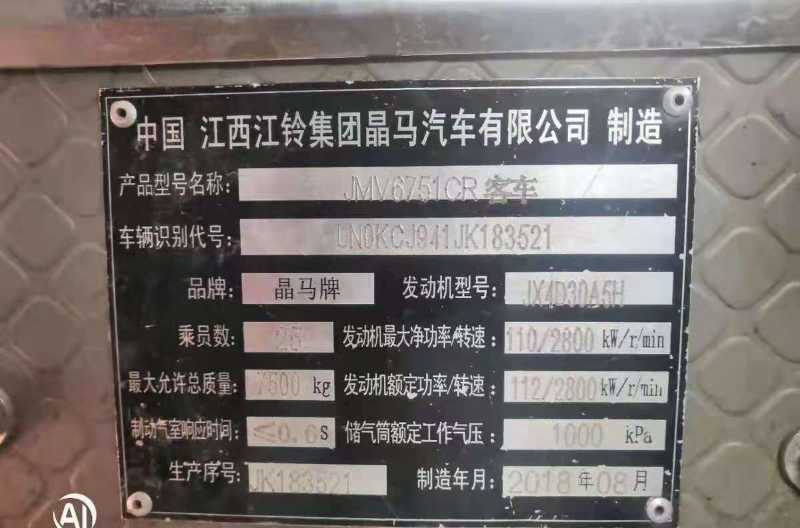 中国 江西江铃集团晶马汽车有限公司 制造
产品型号名称: JMV6751CR 客车
车辆识别代号: LN0KCJ941JK183521
品牌: 晶马牌 发动机型号: JX4D30A5H
乘员数: 25 发动机最大净功率/转速: 110/2800 kW/r/min
最大允许总质量: 7500 kg 发动机额定功率/转速: 112/2800 kW/r/min
制动气室响应时间: ≤0.6S 储气筒额定工作气压: 1000 kPa
生产序号: JK183521 制造年月: 2018 年 08 月
AI